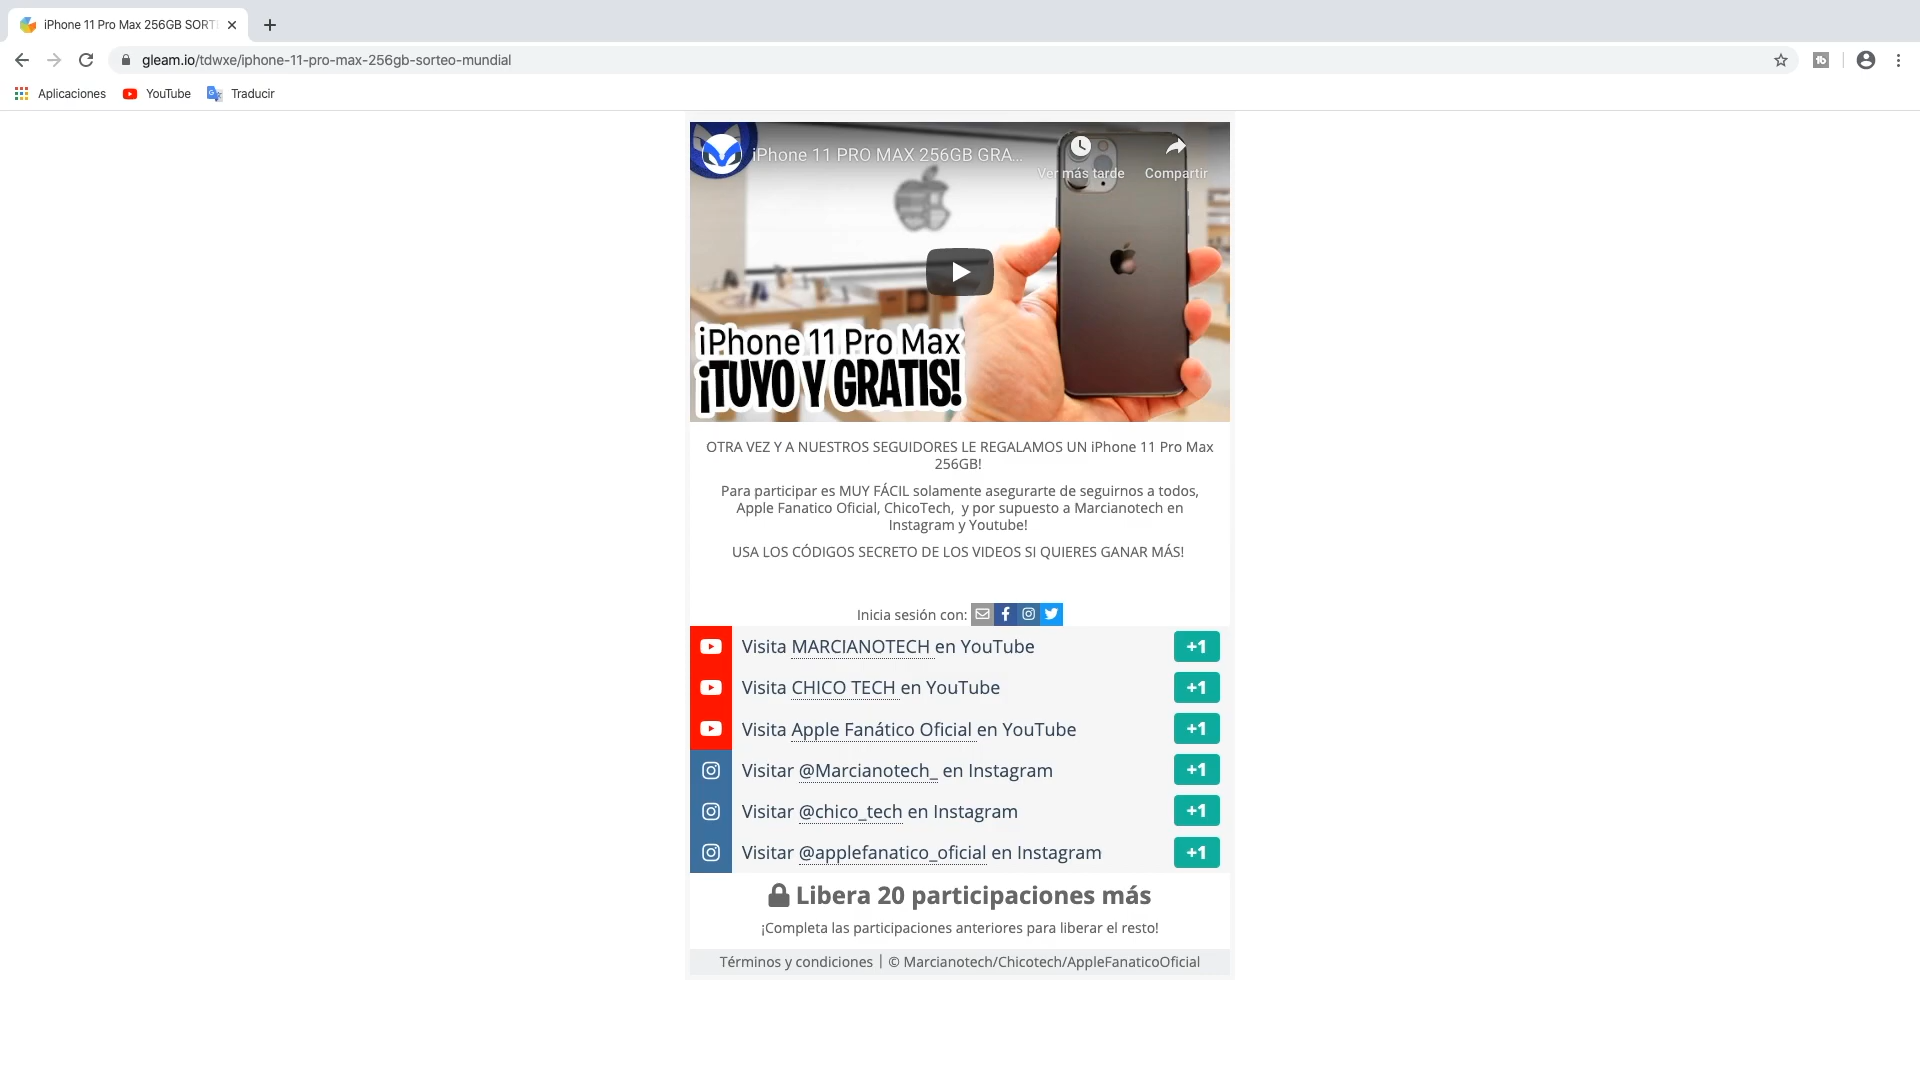 iPhone 11 Pro Max 256GB SORT
gleam.io/tdwxe/iphone-11-pro-max-256gb-sorteo-mundial
Aplicaciones YouTube Traducir
iPhone 11 PRO MAX 256GB GRA...
Ver más tarde Compartir
iPhone 11 Pro Max
¡TUYO Y GRATIS!
OTRA VEZ Y A NUESTROS SEGUIDORES LE REGALAMOS UN iPhone 11 Pro Max
256GB!
Para participar es MUY FÁCIL solamente asegurarte de seguirnos a todos,
Apple Fanatico Oficial, ChicoTech, y por supuesto a Marcianotech en
Instagram y Youtube!
USA LOS CÓDIGOS SECRETO DE LOS VIDEOS SI QUIERES GANAR MÁS!
Inicia sesión con:
Visita MARCIANOTECH en YouTube +1
Visita CHICO TECH en YouTube +1
Visita Apple Fanático Oficial en YouTube +1
Visitar @Marcianotech_ en Instagram +1
Visitar @chico_tech en Instagram +1
Visitar @applefanatico_oficial en Instagram +1
Libera 20 participaciones más
¡Completa las participaciones anteriores para liberar el resto!
Términos y condiciones | © Marcianotech/Chicotech/AppleFanaticoOficial